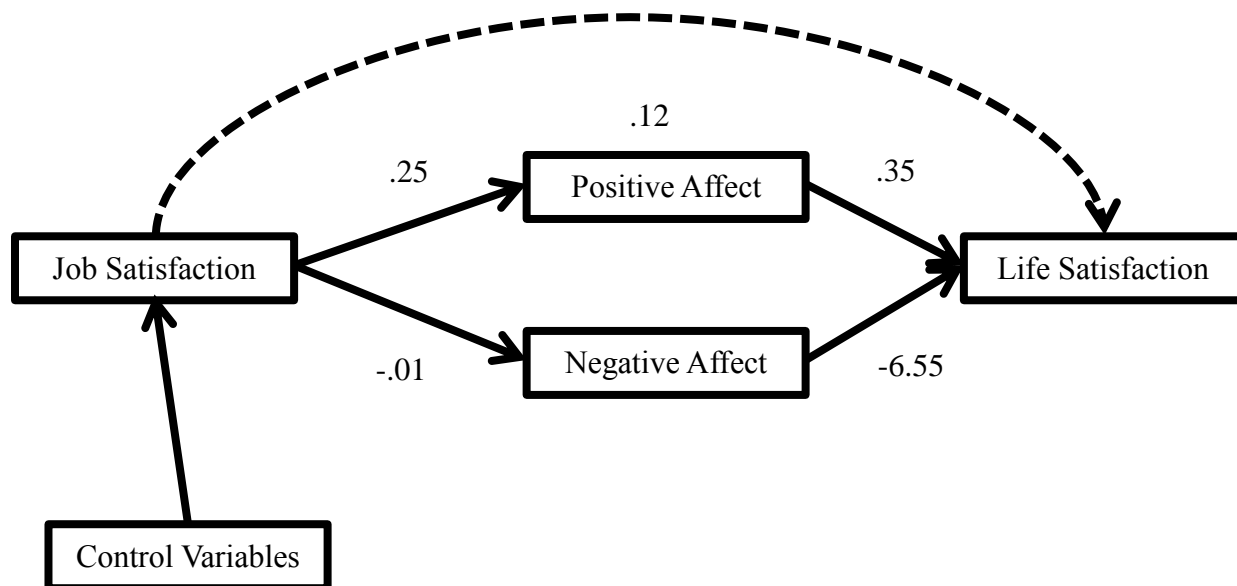 .12
.25
Positive Affect
.35
Job Satisfaction
Life Satisfaction
-.01
Negative Affect
-6.55
Control Variables